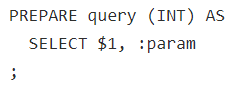 PREPARE query (INT) AS
  SELECT $1, :param
;